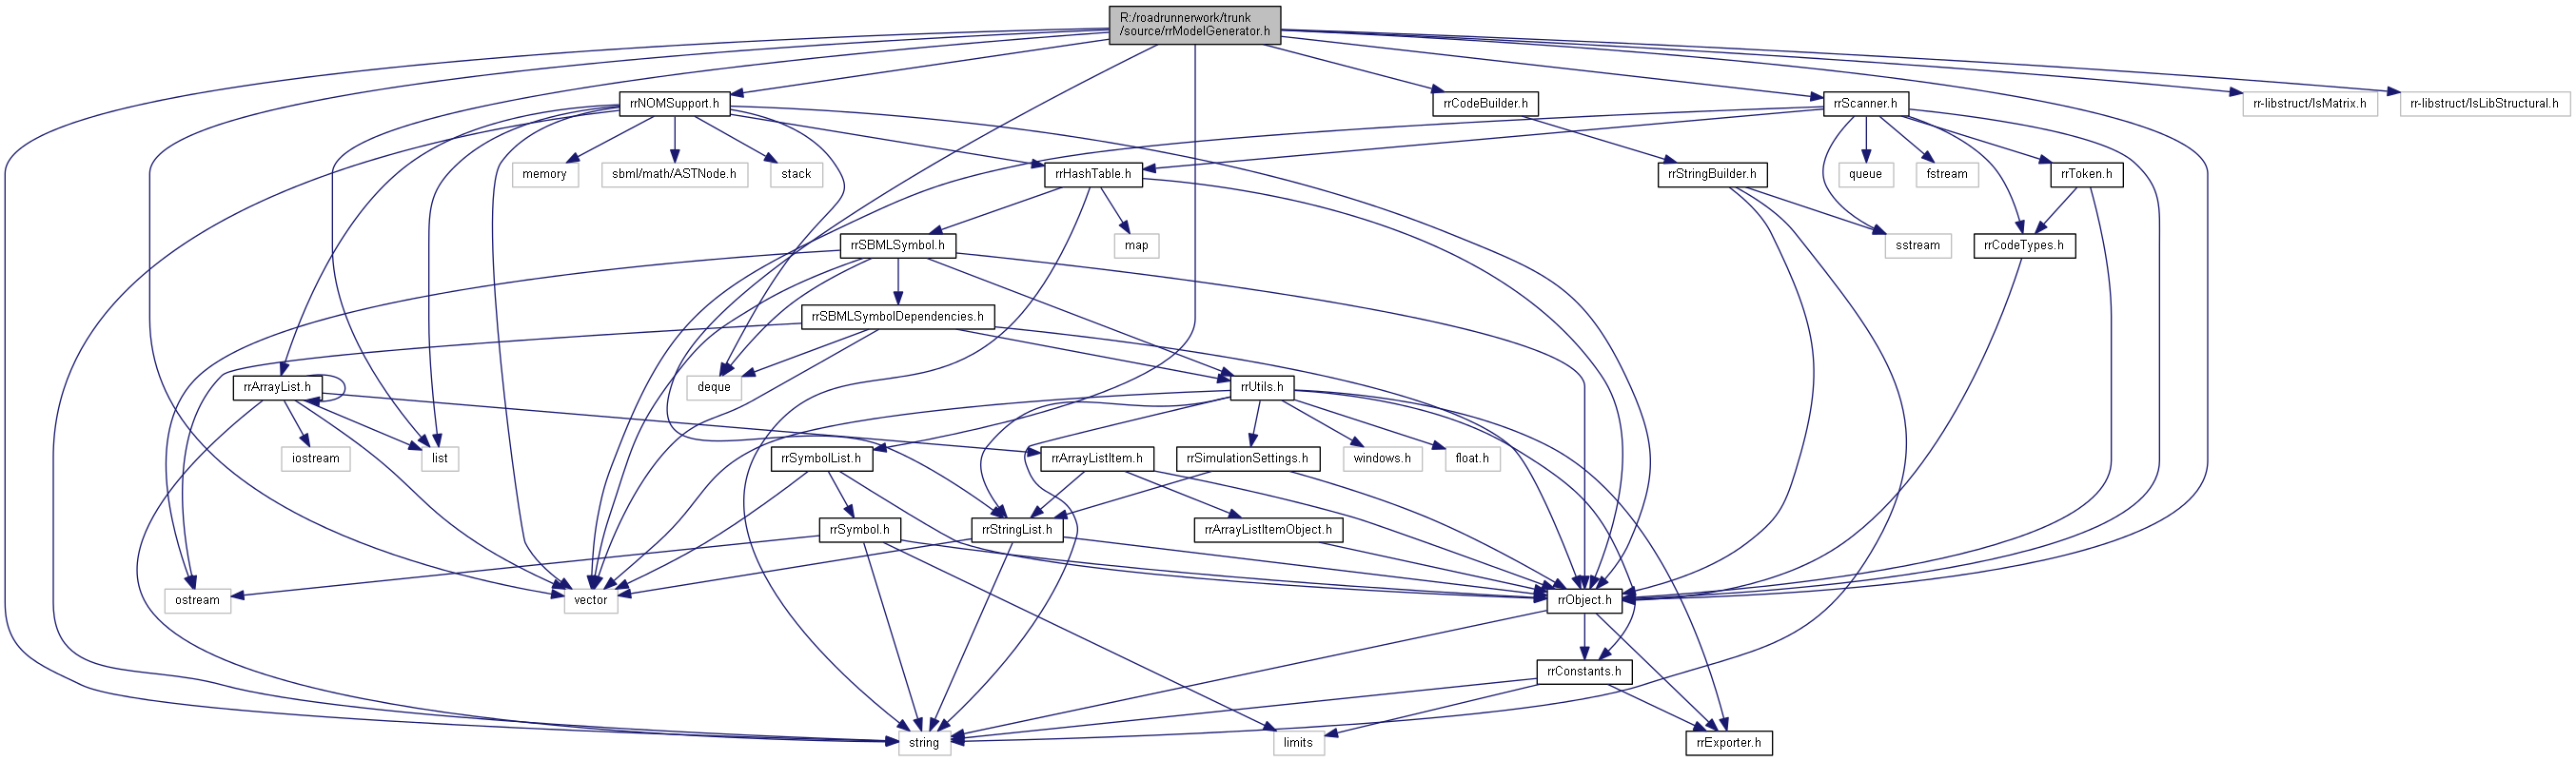 R:/roadrunnerwork/trunk
/source/rrModelGenerator.h
rrNOMSupport.h
rrCodeBuilder.h
rrScanner.h
rr-libstruct/lsMatrix.h
rr-libstruct/lsLibStructural.h
memory
sbml/math/ASTNode.h
stack
rrHashTable.h
rrStringBuilder.h
queue
fstream
rrToken.h
rrSBMLSymbol.h
map
sstream
rrCodeTypes.h
rrSBMLSymbolDependencies.h
rrArrayList.h
deque
rrUtils.h
iostream
list
rrSymbolList.h
rrArrayListItem.h
rrSimulationSettings.h
windows.h
float.h
rrSymbol.h
rrStringList.h
rrArrayListItemObject.h
ostream
vector
rrObject.h
rrConstants.h
string
limits
rrExporter.h